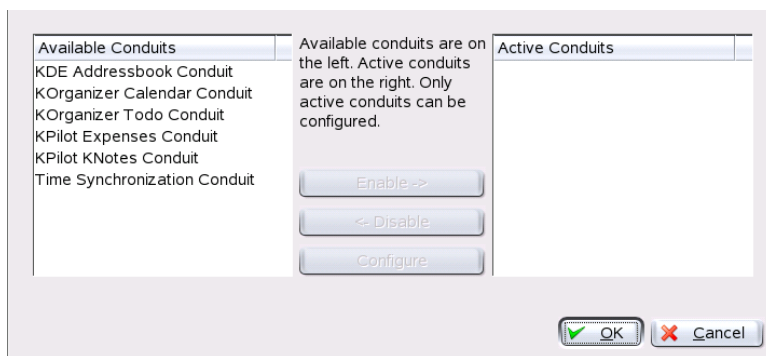 Available Conduits
KDE Addressbook Conduit
KOrganizer Calendar Conduit
KOrganizer Todo Conduit
KPilot Expenses Conduit
KPilot KNotes Conduit
Time Synchronization Conduit
Available conduits are on
the left. Active conduits
are on the right. Only
active conduits can be
configured.
Enable ->
<- Disable
Configure
Active Conduits
OK
Cancel